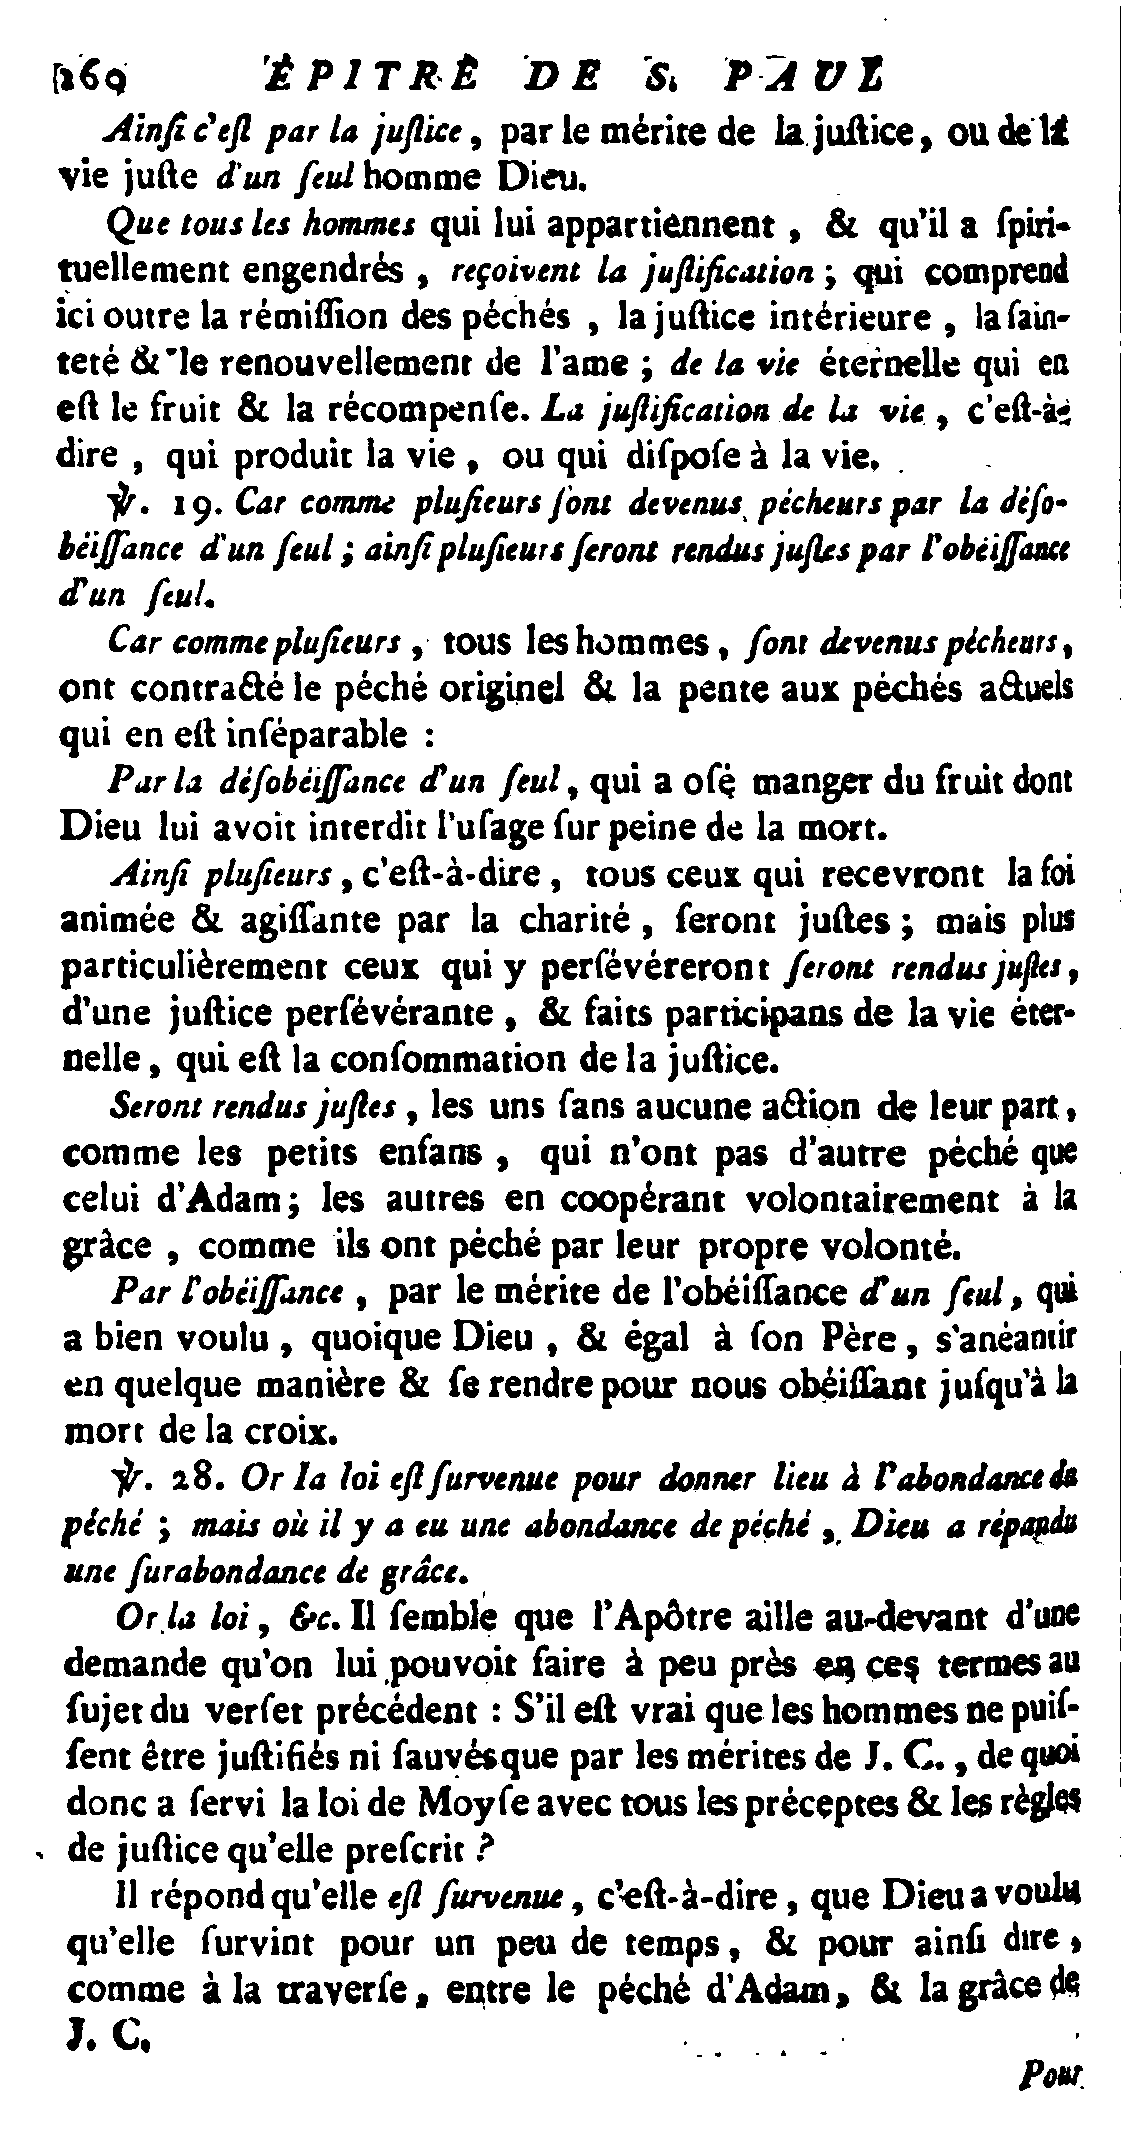 160 ÉPITRE DE S. PAUL
Ainſi c'eſt par la juſtice, par le mérite de la juſtice, ou de la
vie juſte d'un ſeul homme Dieu.
Que tous les hommes qui lui appartiennent, & qu'il a ſpiri-
tuellement engendrés, reçoivent la juſtification; qui comprend
ici outre la rémiſſion des péchés, la juſtice intérieure, la ſain-
teté & le renouvellement de l'ame; de la vie éternelle qui en
eſt le fruit & la récompenſe. La juſtification de la vie, c'eſt-à-
dire, qui produit la vie, ou qui diſpoſe à la vie.
℣. 19. Car comme pluſieurs ſont devenus pécheurs par la déſo-
béiſſance d'un ſeul; ainſi pluſieurs ſeront rendus juſtes par l'obéiſſance
d'un ſeul.
Car comme pluſieurs, tous les hommes, ſont devenus pécheurs,
ont contracté le péché originel & la pente aux péchés actuels
qui en eſt inſéparable:
Par la déſobéiſſance d'un ſeul, qui a oſé manger du fruit dont
Dieu lui avoit interdit l'uſage ſur peine de la mort.
Ainſi pluſieurs, c'eſt-à-dire, tous ceux qui recevront la foi
animée & agiſſante par la charité, ſeront juſtes; mais plus
particulièrement ceux qui y perſévéreront ſeront rendus juſtes,
d'une juſtice perſévérante, & faits participans de la vie éter-
nelle, qui eſt la conſommation de la juſtice.
Seront rendus juſtes, les uns ſans aucune action de leur part,
comme les petits enfans, qui n'ont pas d'autre péché que
celui d'Adam; les autres en coopérant volontairement à la
grâce, comme ils ont péché par leur propre volonté.
Par l'obéiſſance, par le mérite de l'obéiſſance d'un ſeul, qui
a bien voulu, quoique Dieu, & égal à ſon Père, s'anéantir
en quelque manière & ſe rendre pour nous obéiſſant juſqu'à la
mort de la croix.
℣. 28. Or la loi eſt ſurvenue pour donner lieu à l'abondance du
péché; mais où il y a eu une abondance de péché, Dieu a répandu
une ſurabondance de grâce.
Or la loi, &c. Il ſemble que l'Apôtre aille au-devant d'une
demande qu'on lui pouvoit faire à peu près en ces termes au
ſujet du verſet précédent: S'il eſt vrai que les hommes ne puiſ-
ſent être juſtifiés ni ſauvés que par les mérites de J. C., de quoi
donc a ſervi la loi de Moyſe avec tous les préceptes & les règles
de juſtice qu'elle preſcrit?
Il répond qu'elle eſt ſurvenue, c'eſt-à-dire, que Dieu a voulu
qu'elle ſurvint pour un peu de temps, & pour ainſi dire,
comme à la traverſe, entre le péché d'Adam, & la grâce de
J. C.
Pour